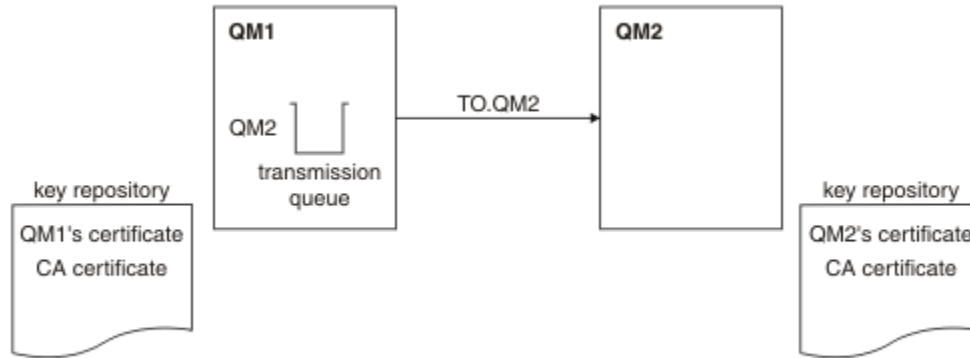 QM1
QM2
TO.QM2
QM2
transmission
queue
key repository
key repository
QM1's certificate
QM2's certificate
CA certificate
CA certificate